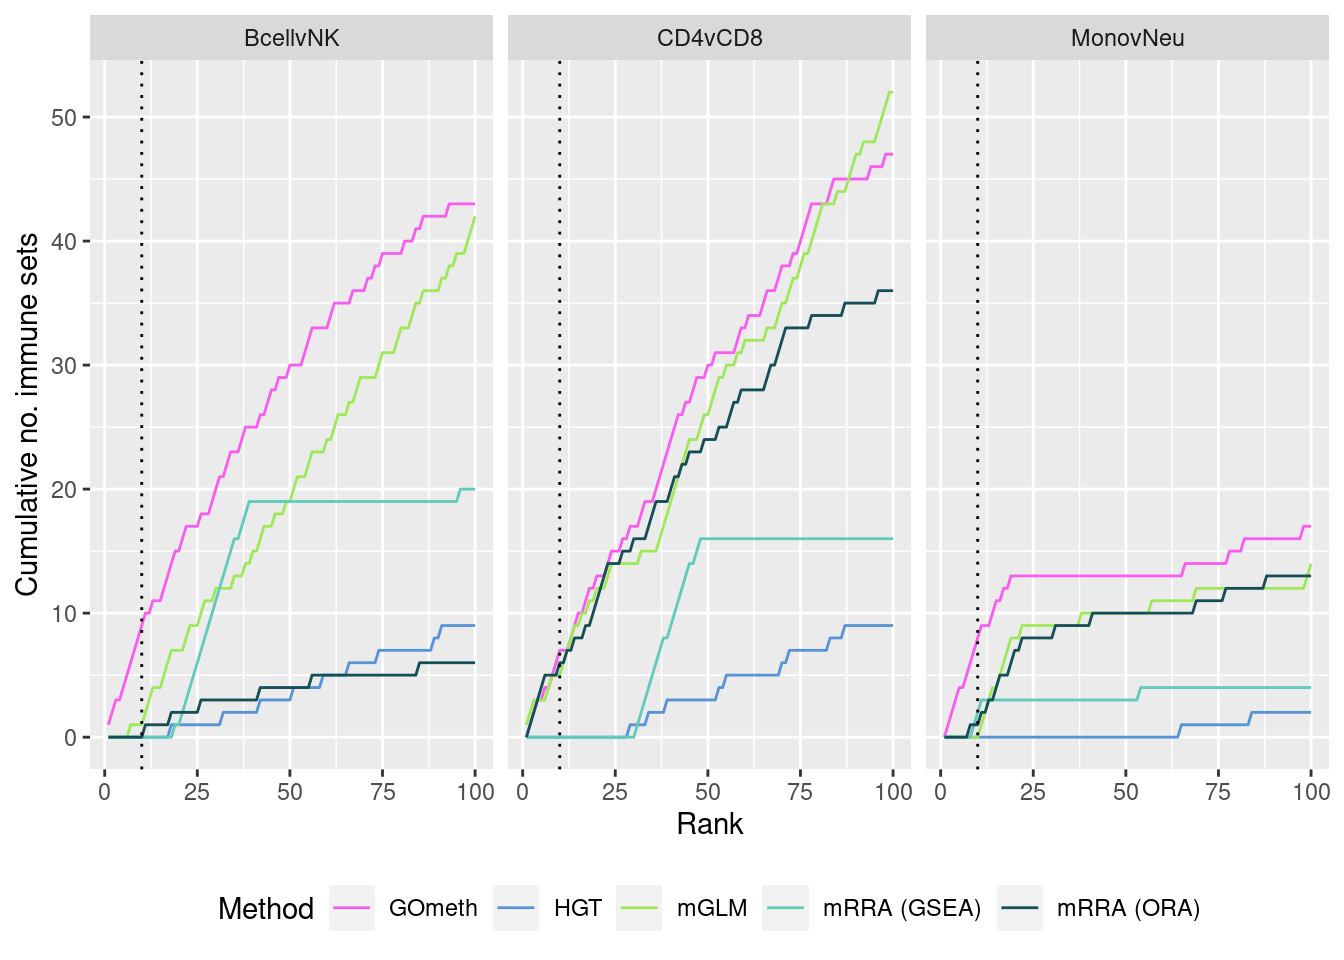 BcellvNK CD4vCD8 MonovNeu
Cumulative no. immune sets
50
40
30
20
10
0
0 25 50 75 100 0 25 50 75 100 0 25 50 75 100
Rank
Method GOmeth HGT mGLM mRRA (GSEA) mRRA (ORA)